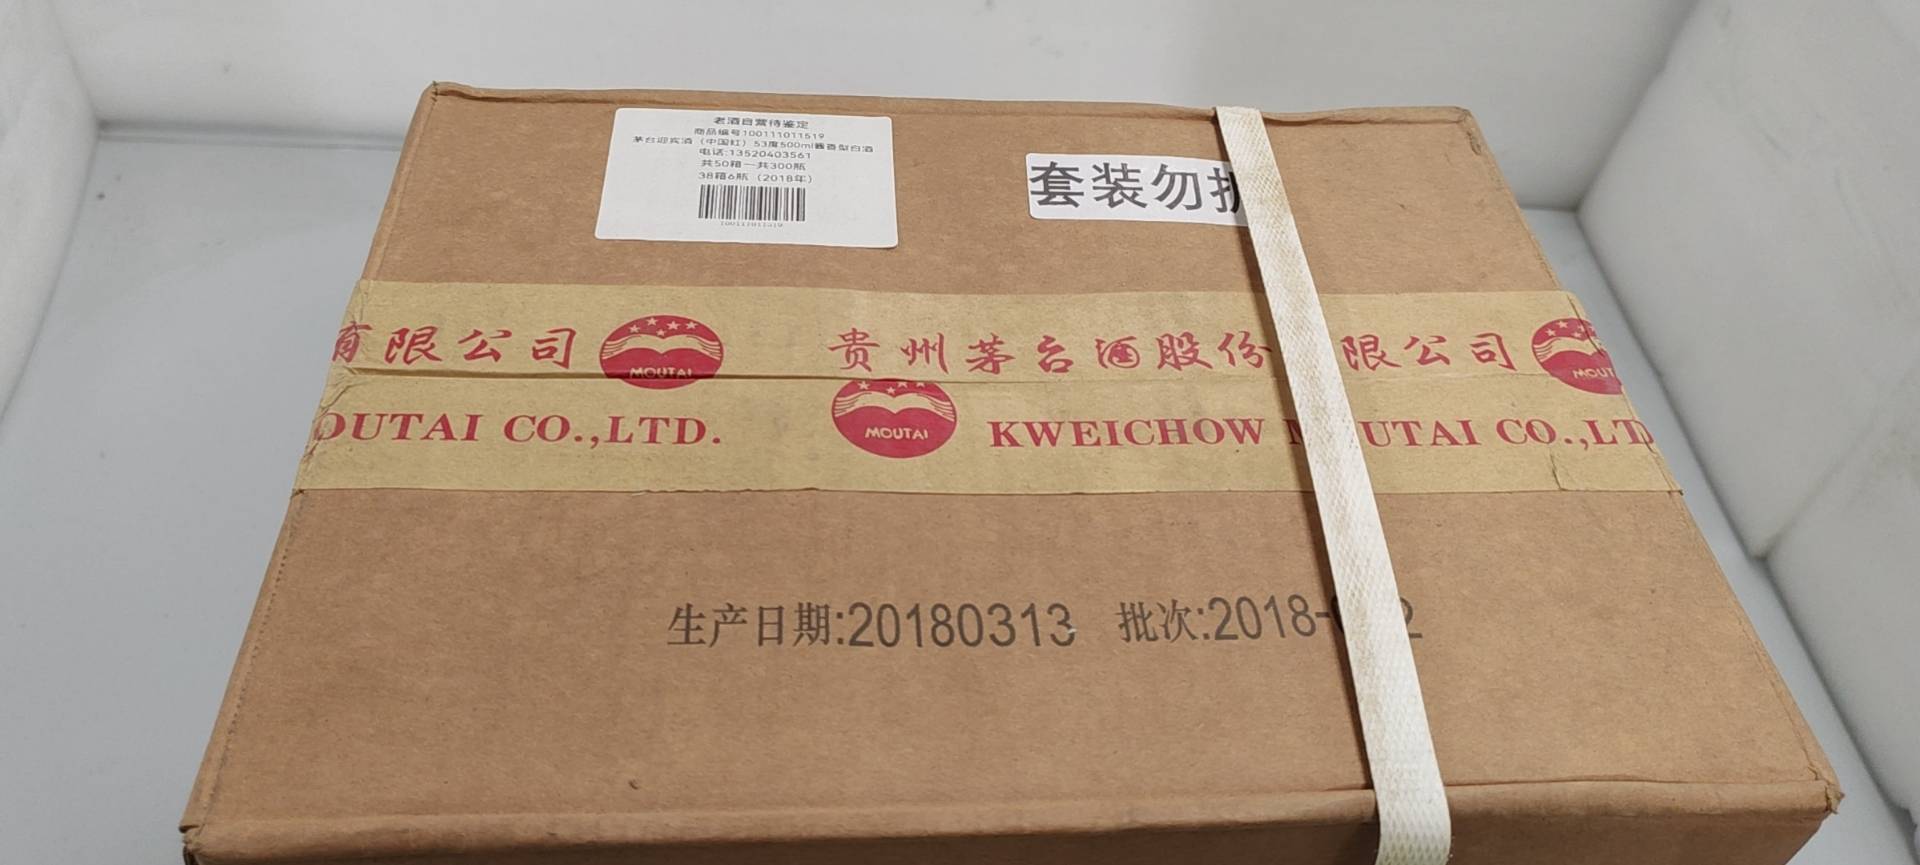 老酒自营待鉴定
商品编号100111011519
茅台迎宾酒（中国红）53度500ml酱香型白酒
电话:13520403561
共50箱一共300瓶
38箱6瓶（2018年）
100111011519
套装勿
有限公司 MOUTAI 贵州茅台酒股份 限公司 MOUT
OUTAI CO.,LTD. MOUTAI KWEICHOW M UTAI CO.,LTD
生产日期:20180313 批次:2018- 2